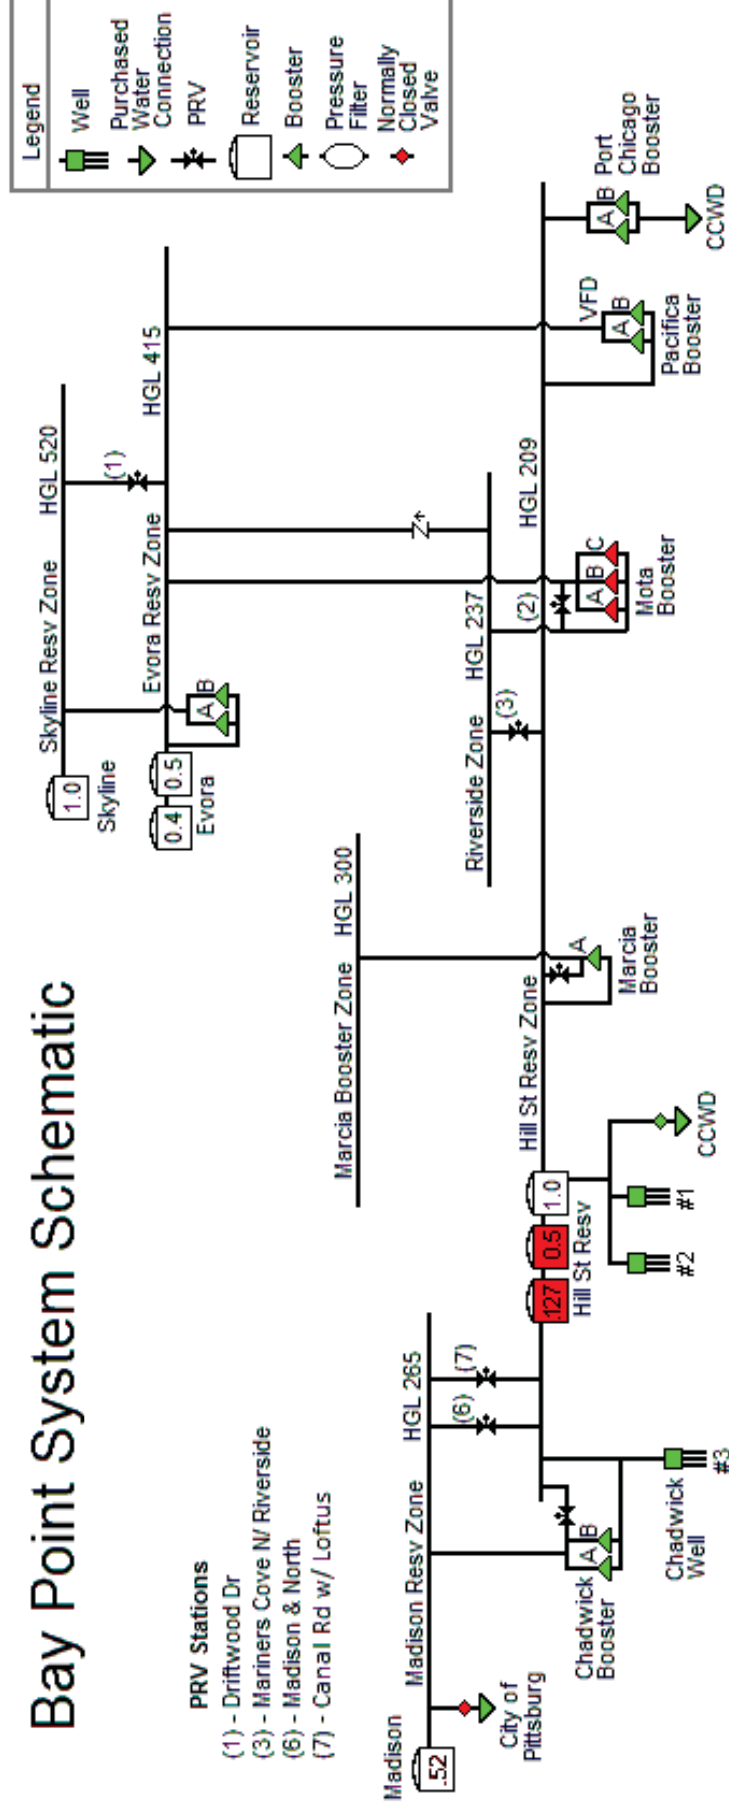 Bay Point System Schematic
Legend
Well
Purchased
Water
Connection
PRV
Reservoir
Booster
Pressure
Filter
Normally
Closed
Valve
PRV Stations
(1) - Driftwood Dr
(3) - Mariners Cove N/ Riverside
(6) - Madison & North
(7) - Canal Rd w/ Loftus
Skyline Resv Zone
HGL 520
1.0
Skyline
(1)
Evora Resv Zone
HGL 415
0.4
0.5
Evora
A
B
Marcia Booster Zone
HGL 300
Riverside Zone
HGL 237
(3)
(2)
Madison
.52
Madison Resv Zone
HGL 265
(6)
(7)
City of
Pittsburg
Chadwick
Booster
A
B
Chadwick
Well
#3
.127
0.5
1.0
Hill St Resv
Hill St Resv Zone
HGL 209
#2
#1
CCWD
A
Marcia
Booster
A
B
C
Mota
Booster
VFD
A
B
Pacifica
Booster
A
B
Port
Chicago
Booster
CCWD